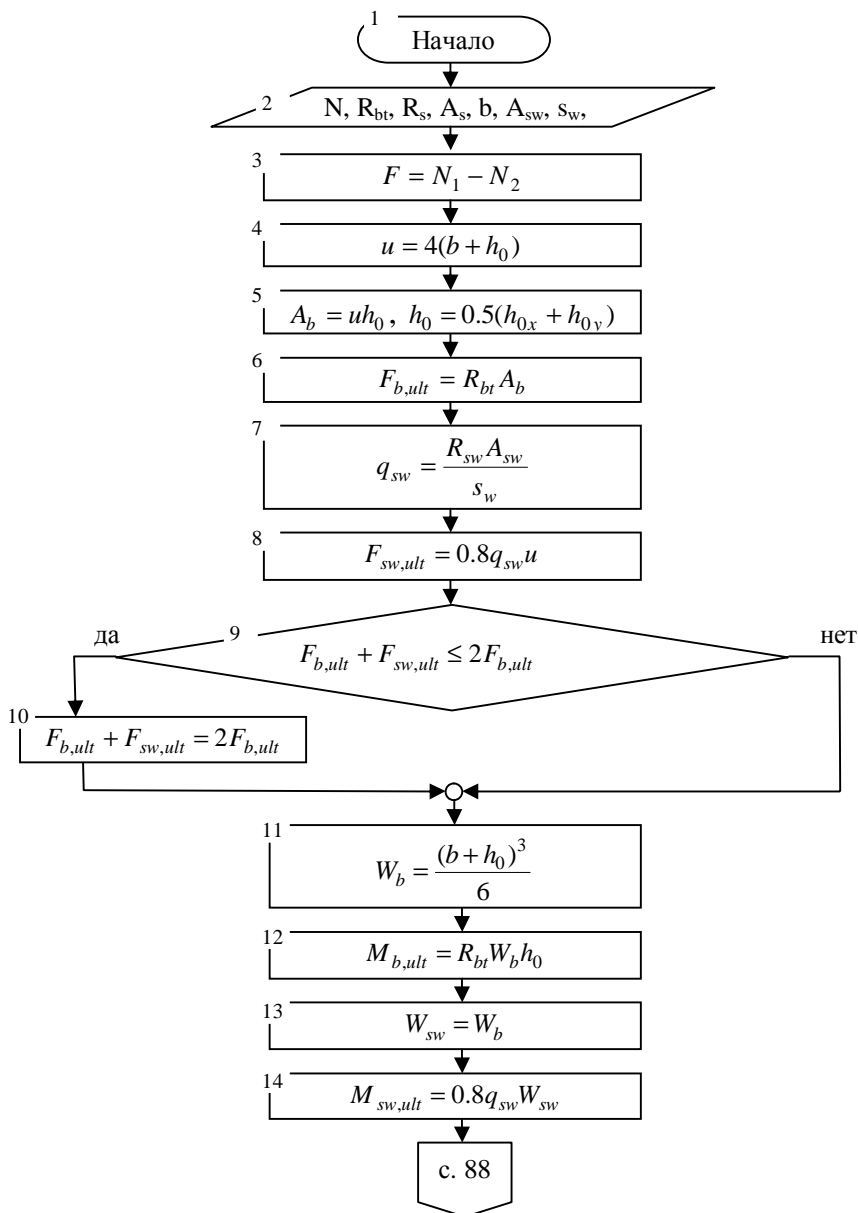 1
Начало
2
N, R_bt, R_s, A_s, b, A_sw, s_w,
3
F = N_1 − N_2
4
u = 4(b + h_0)
5
A_b = uh_0 , h_0 = 0.5(h_0x + h_0y)
6
F_b,ult = R_bt A_b
7
q_sw = R_sw A_sw / s_w
8
F_sw,ult = 0.8q_sw u
9
да
нет
F_b,ult + F_sw,ult ≤ 2F_b,ult
10
F_b,ult + F_sw,ult = 2F_b,ult
11
W_b = (b + h_0)^3 / 6
12
M_b,ult = R_bt W_b h_0
13
W_sw = W_b
14
M_sw,ult = 0.8q_sw W_sw
с. 88